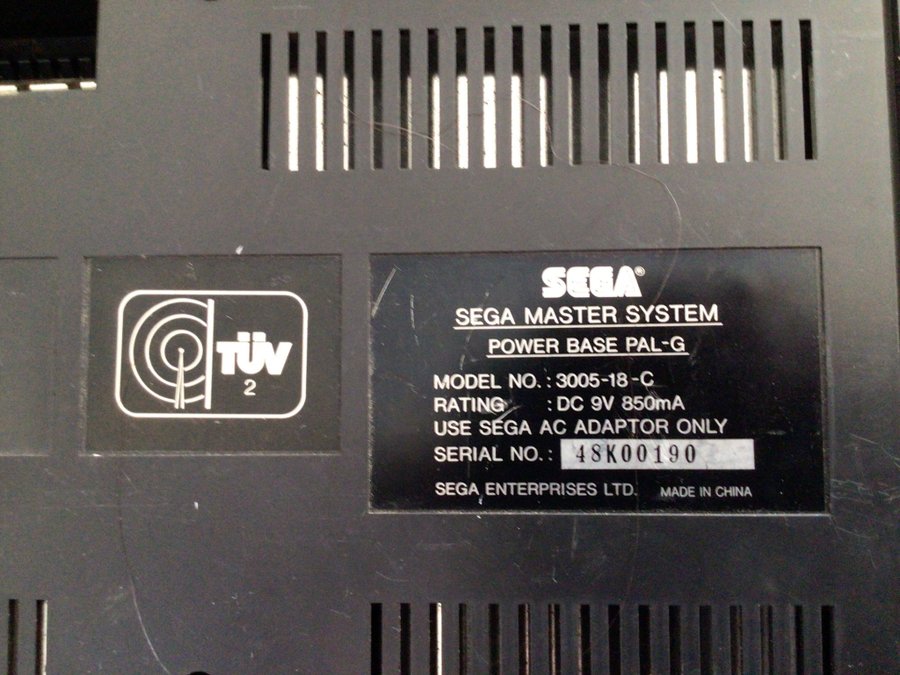 TÜV
2
SEGA®
SEGA MASTER SYSTEM
POWER BASE PAL-G
MODEL NO. : 3005-18-C
RATING : DC 9V 850mA
USE SEGA AC ADAPTOR ONLY
SERIAL NO. : 48K00190
SEGA ENTERPRISES LTD. MADE IN CHINA